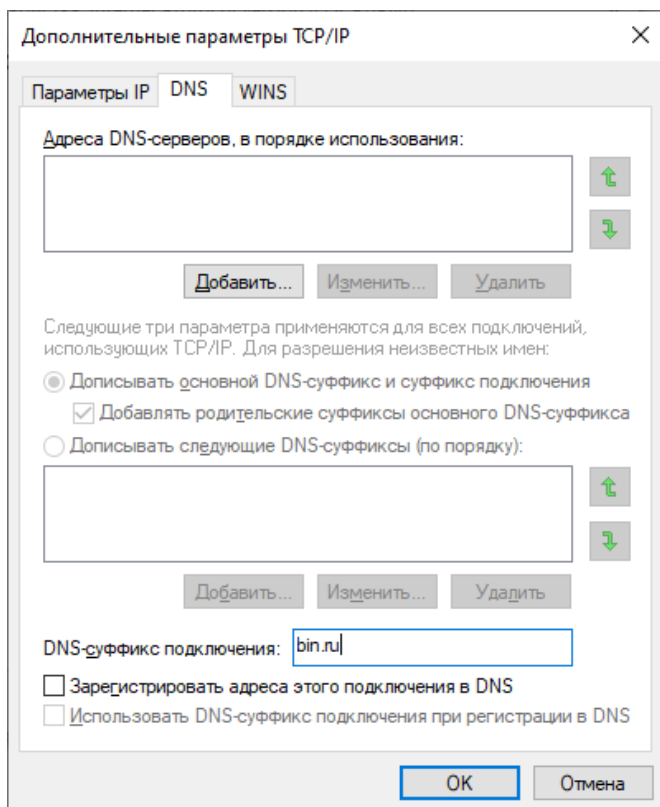 Дополнительные параметры TCP/IP
Параметры IP DNS WINS
Адреса DNS-серверов, в порядке использования:
Добавить... Изменить... Удалить
Следующие три параметра применяются для всех подключений,
использующих TCP/IP. Для разрешения неизвестных имен:
Дописывать основной DNS-суффикс и суффикс подключения
Добавлять родительские суффиксы основного DNS-суффикса
Дописывать следующие DNS-суффиксы (по порядку):
Добавить... Изменить... Удалить
DNS-суффикс подключения: bin.ru
Зарегистрировать адреса этого подключения в DNS
Использовать DNS-суффикс подключения при регистрации в DNS
OK Отмена